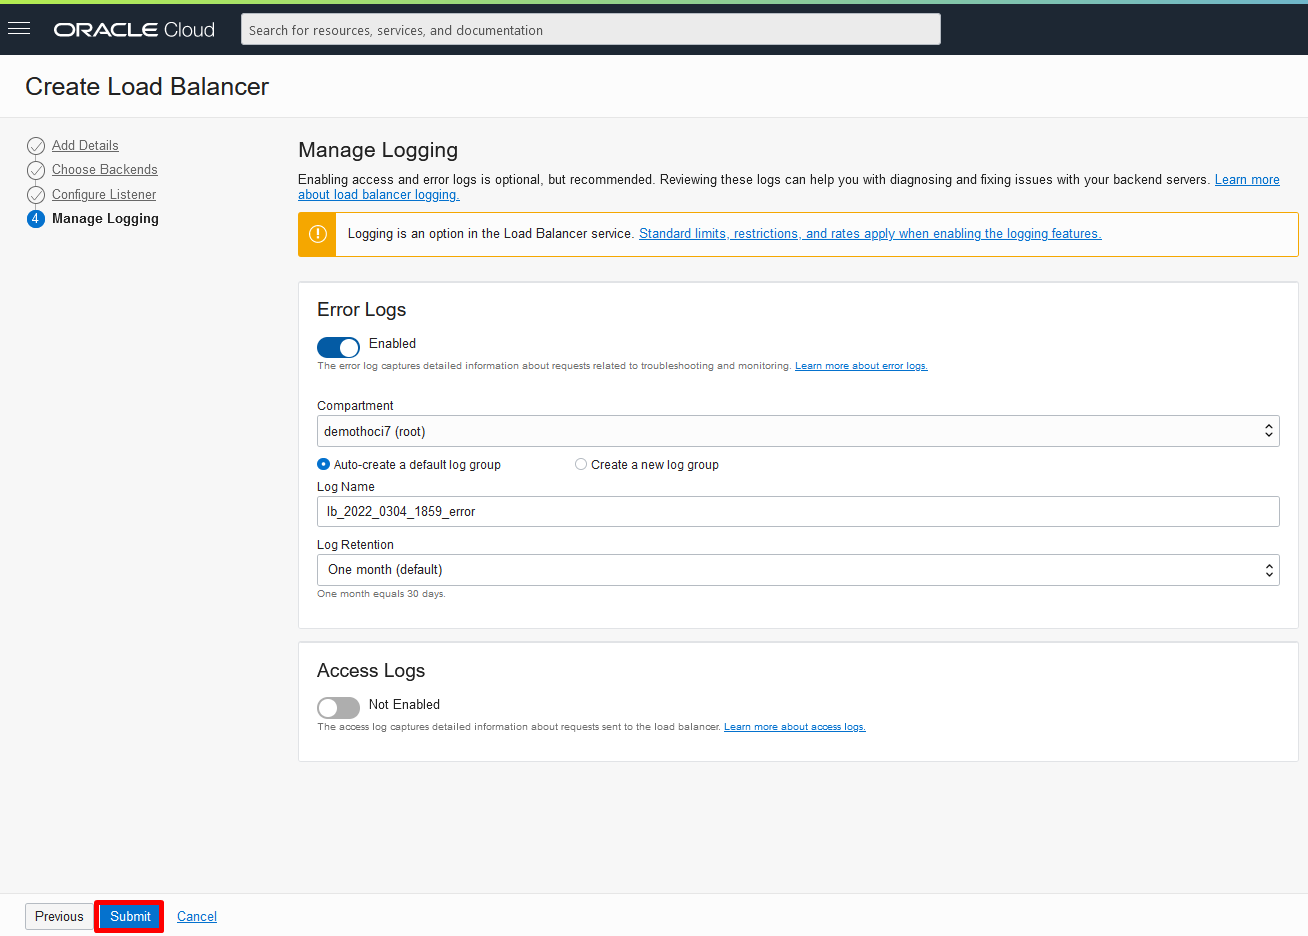 ORACLE Cloud
Search for resources, services, and documentation
Create Load Balancer
Add Details
Choose Backends
Configure Listener
4 Manage Logging
Manage Logging
Enabling access and error logs is optional, but recommended. Reviewing these logs can help you with diagnosing and fixing issues with your backend servers. Learn more
about load balancer logging.
Logging is an option in the Load Balancer service. Standard limits, restrictions, and rates apply when enabling the logging features.
Error Logs
Enabled
The error log captures detailed information about requests related to troubleshooting and monitoring. Learn more about error logs.
Compartment
demothoci7 (root)
Auto-create a default log group Create a new log group
Log Name
lb_2022_0304_1859_error
Log Retention
One month (default)
One month equals 30 days.
Access Logs
Not Enabled
The access log captures detailed information about requests sent to the load balancer. Learn more about access logs.
Previous Submit Cancel